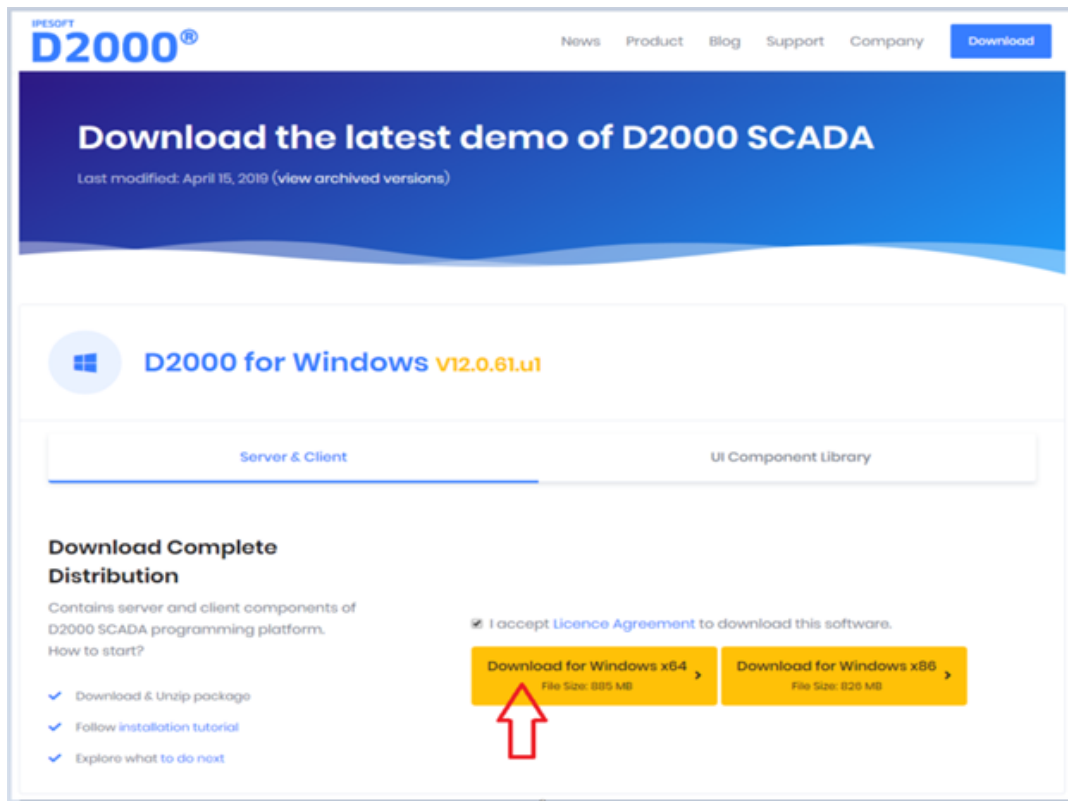 IPESOFT
D2000®
News Product Blog Support Company Download
Download the latest demo of D2000 SCADA
Last modified: April 15, 2019 (view archived versions)
D2000 for Windows V12.0.61.u1
Server & Client
UI Component Library
Download Complete
Distribution
Contains server and client components of
D2000 SCADA programming platform.
How to start?
Download & Unzip package
Follow installation tutorial
Explore what to do next
I accept Licence Agreement to download this software.
Download for Windows x64
File Size: 885 MB
Download for Windows x86
File Size: 826 MB